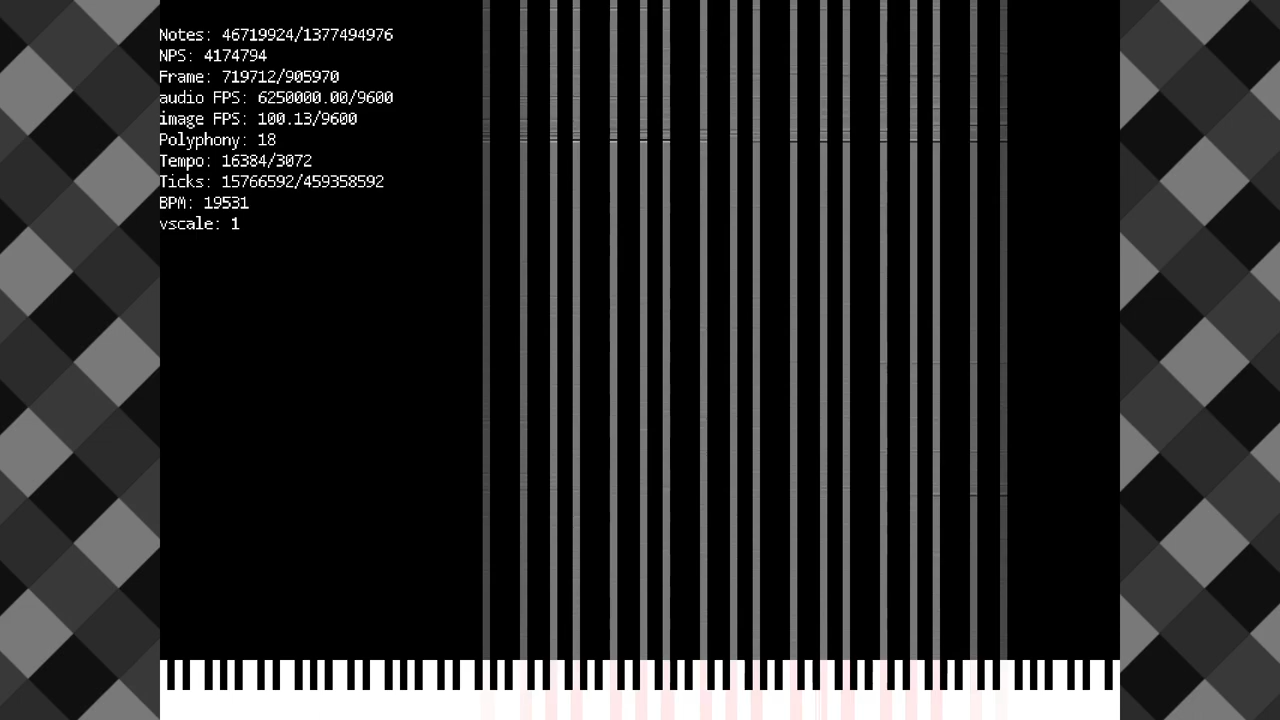 Notes: 46719924/1377494976
NPS: 4174794
Frame: 719712/905970
audio FPS: 6250000.00/9600
image FPS: 100.13/9600
Polyphony: 18
Tempo: 16384/3072
Ticks: 15766592/459358592
BPM: 19531
vscale: 1